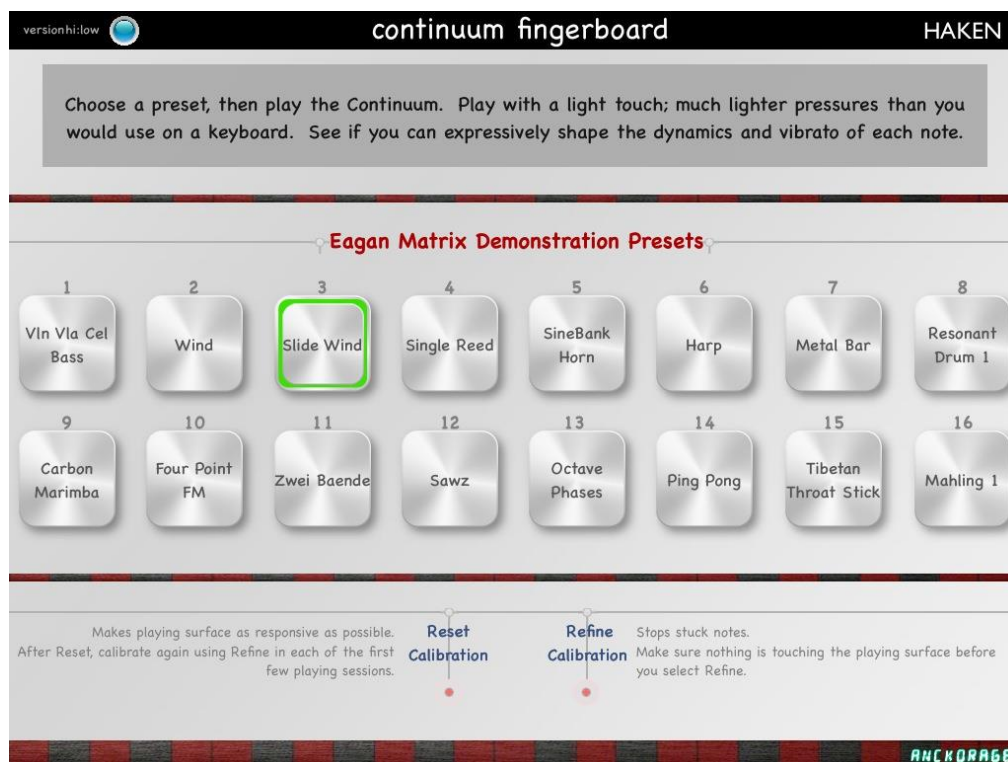 versionhi:low
continuum fingerboard
HAKEN
Choose a preset, then play the Continuum. Play with a light touch; much lighter pressures than you
would use on a keyboard. See if you can expressively shape the dynamics and vibrato of each note.
Eagan Matrix Demonstration Presets
1
2
3
4
5
6
7
8
Vln Vla Cel
Bass
Wind
Slide Wind
Single Reed
SineBank
Horn
Harp
Metal Bar
Resonant
Drum 1
9
10
11
12
13
14
15
16
Carbon
Marimba
Four Point
FM
Zwei Baende
Sawz
Octave
Phases
Ping Pong
Tibetan
Throat Stick
Mahling 1
Makes playing surface as responsive as possible.
After Reset, calibrate again using Refine in each of the first
few playing sessions.
Reset
Calibration
Refine
Calibration
Stops stuck notes.
Make sure nothing is touching the playing surface before
you select Refine.
ANCKORAGE